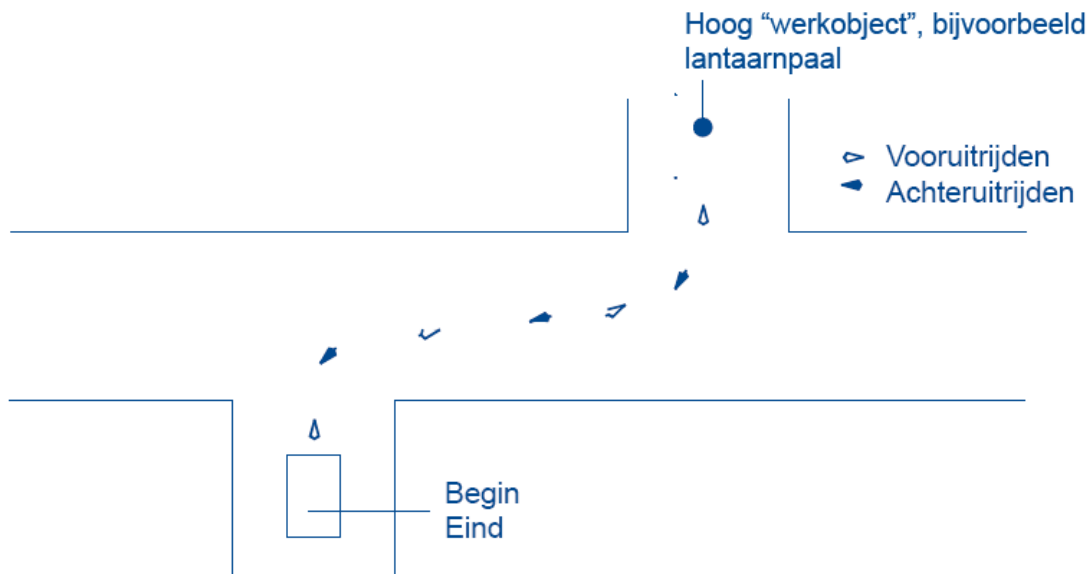 Hoog “werkobject”, bijvoorbeeld
lantaarnpaal
Vooruitrijden
Achteruitrijden
Begin
Eind